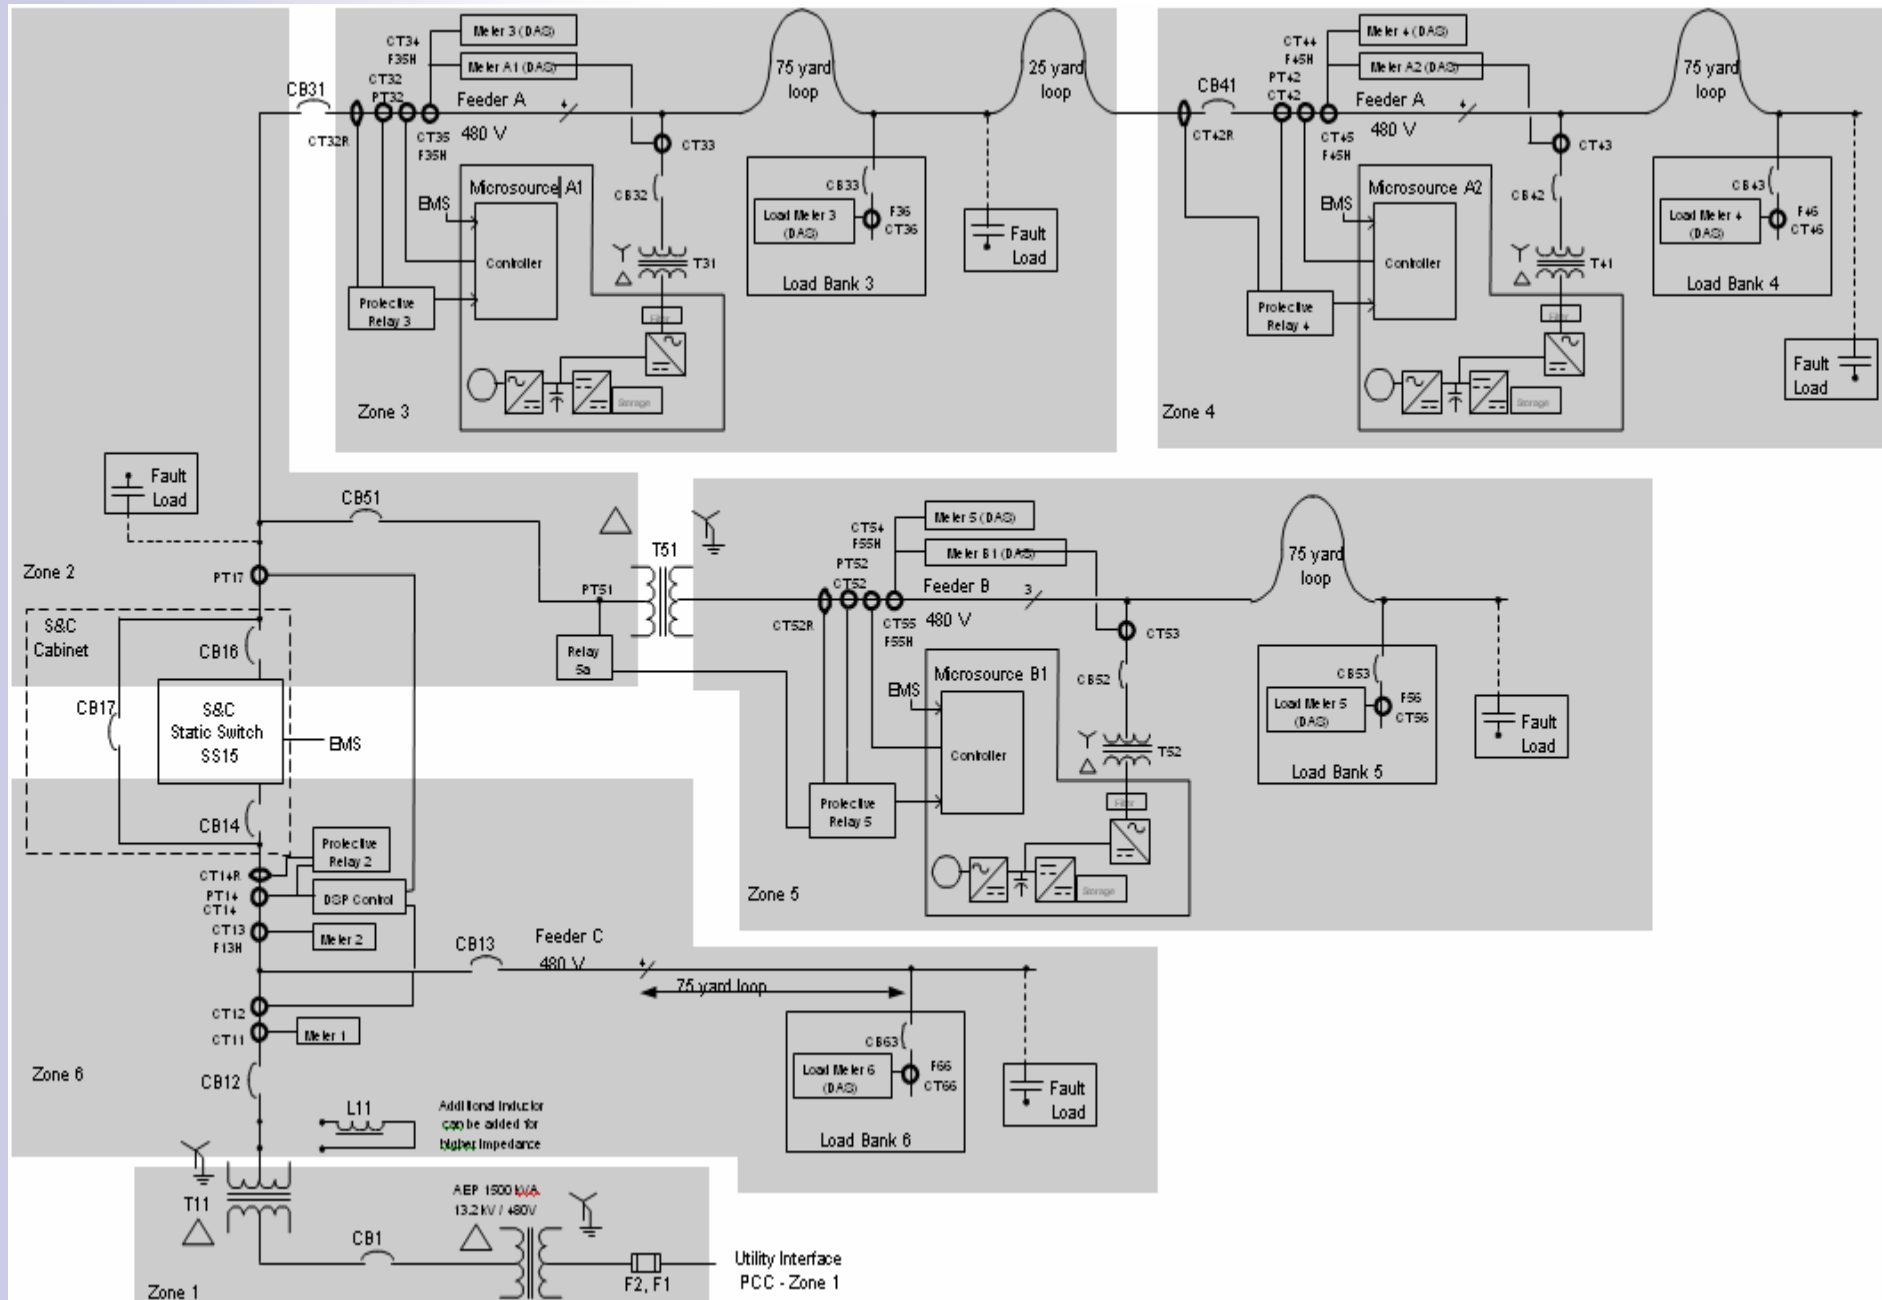 CT34
F35H
Meter 3 (DAS)
Meter A1 (DAS)
CT32
PT32
CB31
CT32R
Feeder A
4
480 V
CT35
F35H
CT33
75 yard
loop
25 yard
loop
Microsource A1
EMS
Controller
CB32
T31
Filter
Storage
Protective
Relay 3
CB33
Load Meter 3
(DAS)
F36
CT36
Load Bank 3
Fault
Load
Zone 3
CT44
F45H
Meter 4 (DAS)
Meter A2 (DAS)
PT42
CT42
CB41
CT42R
Feeder A
4
480 V
CT45
F45H
CT43
75 yard
loop
Microsource A2
EMS
Controller
CB42
T41
Filter
Storage
Protective
Relay 4
CB43
Load Meter 4
(DAS)
F46
CT46
Load Bank 4
Fault
Load
Zone 4
Fault
Load
CB51
T51
PT51
Relay
5a
PT17
Zone 2
S&C
Cabinet
CB16
CB17
S&C
Static Switch
SS15
EMS
CB14
CT54
F55H
Meter 5 (DAS)
Meter B1 (DAS)
PT52
CT52
CT52R
Feeder B
3
480 V
CT55
F55H
CT53
75 yard
loop
Microsource B1
EMS
Controller
CB52
T52
Filter
Storage
Protective
Relay 5
CB53
Load Meter 5
(DAS)
F56
CT56
Load Bank 5
Fault
Load
Zone 5
Protective
Relay 2
CT14R
PT14
CT14
DSP Control
CT13
F13H
Meter 2
CB13
Feeder C
480 V
4
75 yard loop
CT12
CT11
Meter 1
CB12
Zone 6
CB63
Load Meter 6
(DAS)
F66
CT66
Load Bank 6
Fault
Load
L11
Additional Inductor
can be added for
higher Impedance
T11
AEP 1500 kVA
13.2 kV / 480V
CB1
F2, F1
Utility Interface
PCC - Zone 1
Zone 1